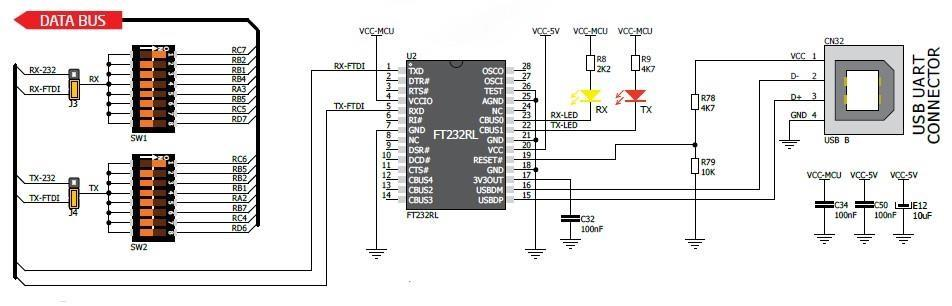 DATA BUS
RX-232
RX-FTDI
J3
RX
SW1
RC7
RB2
RB1
RB4
RA3
RB5
RC5
RD7
TX-232
TX-FTDI
J4
TX
SW2
RC6
RB5
RB2
RB1
RA2
RB7
RC4
RD6
VCC-MCU
RX-FTDI
TX-FTDI
U2
1 TXD
2 DTR#
3 RTS#
4 VCCIO
5 RXD
6 RI#
7 GND
8 NC
9 DSR#
10 DCD#
11 CTS#
12 CBUS4
13 CBUS2
14 CBUS3
FT232RL
OSCO 28
OSCI 27
TEST 26
AGND 25
NC 24
CBUS0 23
CBUS1 22
GND 21
VCC 20
RESET# 19
GND 18
3V3OUT 17
USBDM 16
USBDP 15
FT232RL
VCC-5V
VCC-MCU
VCC-MCU
R8
2K2
R9
4K7
RX
TX
RX-LED
TX-LED
C32
100nF
R78
4K7
R79
10K
VCC 1
D- 2
D+ 3
GND 4
CN32
USB B
USB UART
CONNECTOR
VCC-MCU
C34
100nF
VCC-5V
C50
100nF
VCC-5V
E12
10uF